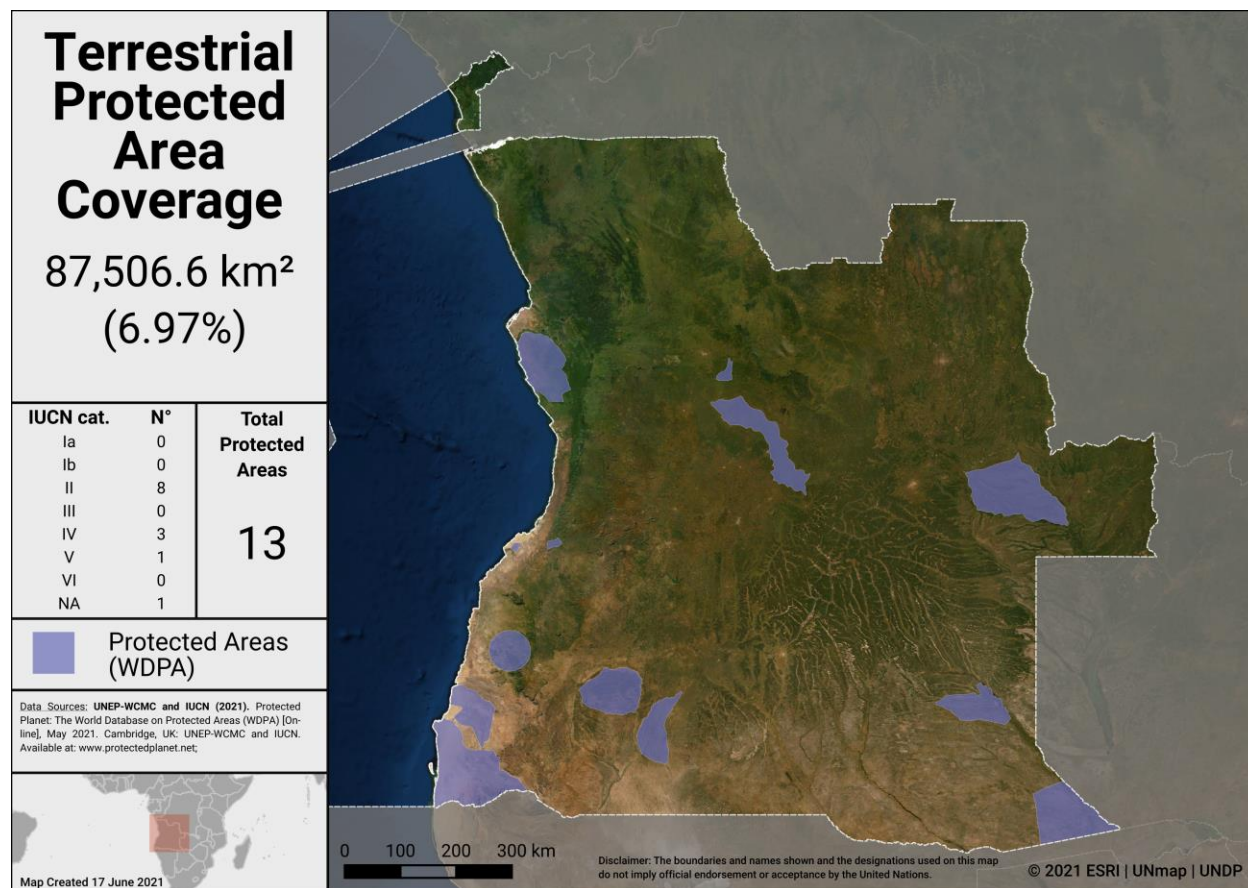 Terrestrial
Protected
Area
Coverage
87,506.6 km²
(6.97%)
IUCN cat. N°
Ia 0
Ib 0
II 8
III 0
IV 3
V 1
VI 0
NA 1
Total
Protected
Areas
13
Protected Areas
(WDPA)
Data Sources: UNEP-WCMC and IUCN (2021). Protected
Planet: The World Database on Protected Areas (WDPA) [On-
line], May 2021. Cambridge, UK: UNEP-WCMC and IUCN.
Available at: www.protectedplanet.net;
Map Created 17 June 2021
0 100 200 300 km
Disclaimer: The boundaries and names shown and the designations used on this map
do not imply official endorsement or acceptance by the United Nations.
© 2021 ESRI | UNmap | UNDP